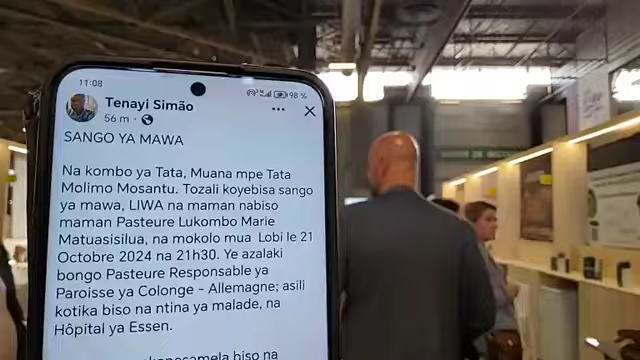 11:08
98 %
Tenayi Simão
56 m
SANGO YA MAWA
Na kombo ya Tata, Muana mpe Tata
Molimo Mosantu. Tozali koyebisa sango
ya mawa, LIWA na maman nabiso
maman Pasteure Lukombo Marie
Matuasisilua, na mokolo mua Lobi le 21
Octobre 2024 na 21h30. Ye azalaki
bongo Pasteure Responsable ya
Paroisse ya Colonge - Allemagne; asili
kotika biso na ntina ya malade, na
Hôpital ya Essen.
biso na